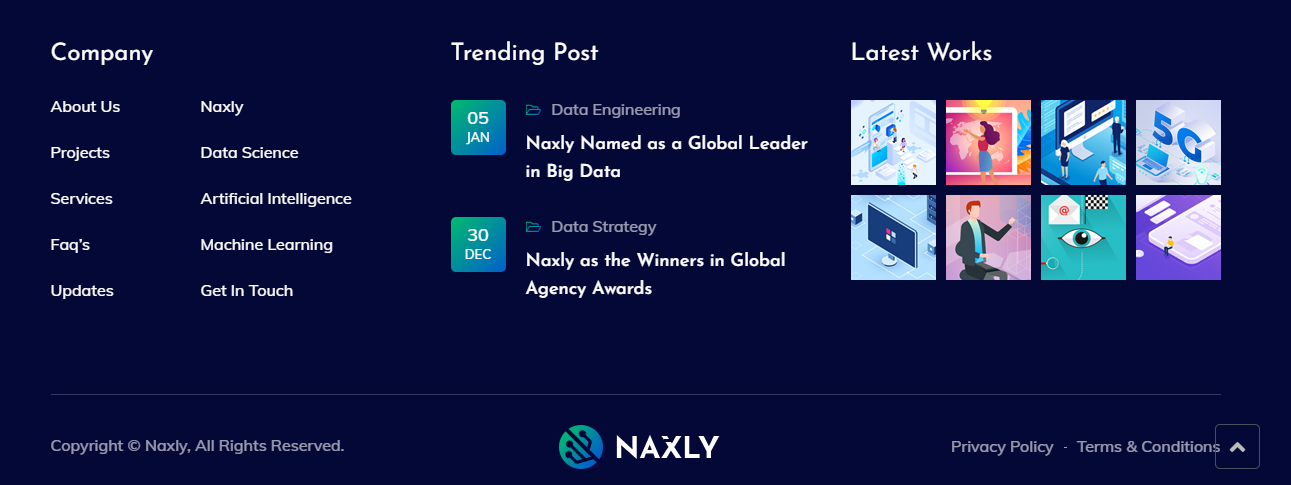 Company
About Us
Naxly
Projects
Data Science
Services
Artificial Intelligence
Faq's
Machine Learning
Updates
Get In Touch
Trending Post
05
JAN
Data Engineering
Naxly Named as a Global Leader
in Big Data
30
DEC
Data Strategy
Naxly as the Winners in Global
Agency Awards
Latest Works
5G
@
Copyright © Naxly, All Rights Reserved.
NAXLY
Privacy Policy - Terms & Conditions